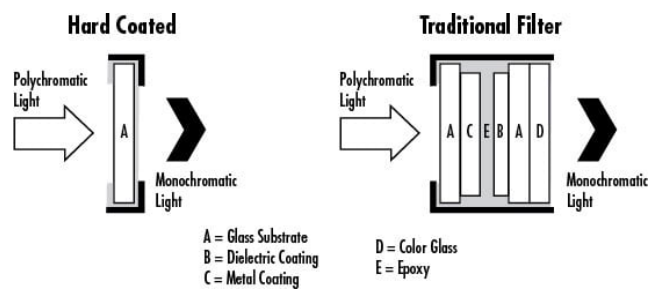 Hard Coated
Traditional Filter
Polychromatic
Light
A
Monochromatic
Light
Polychromatic
Light
A C E B A D
Monochromatic
Light
A = Glass Substrate
B = Dielectric Coating
C = Metal Coating
D = Color Glass
E = Epoxy